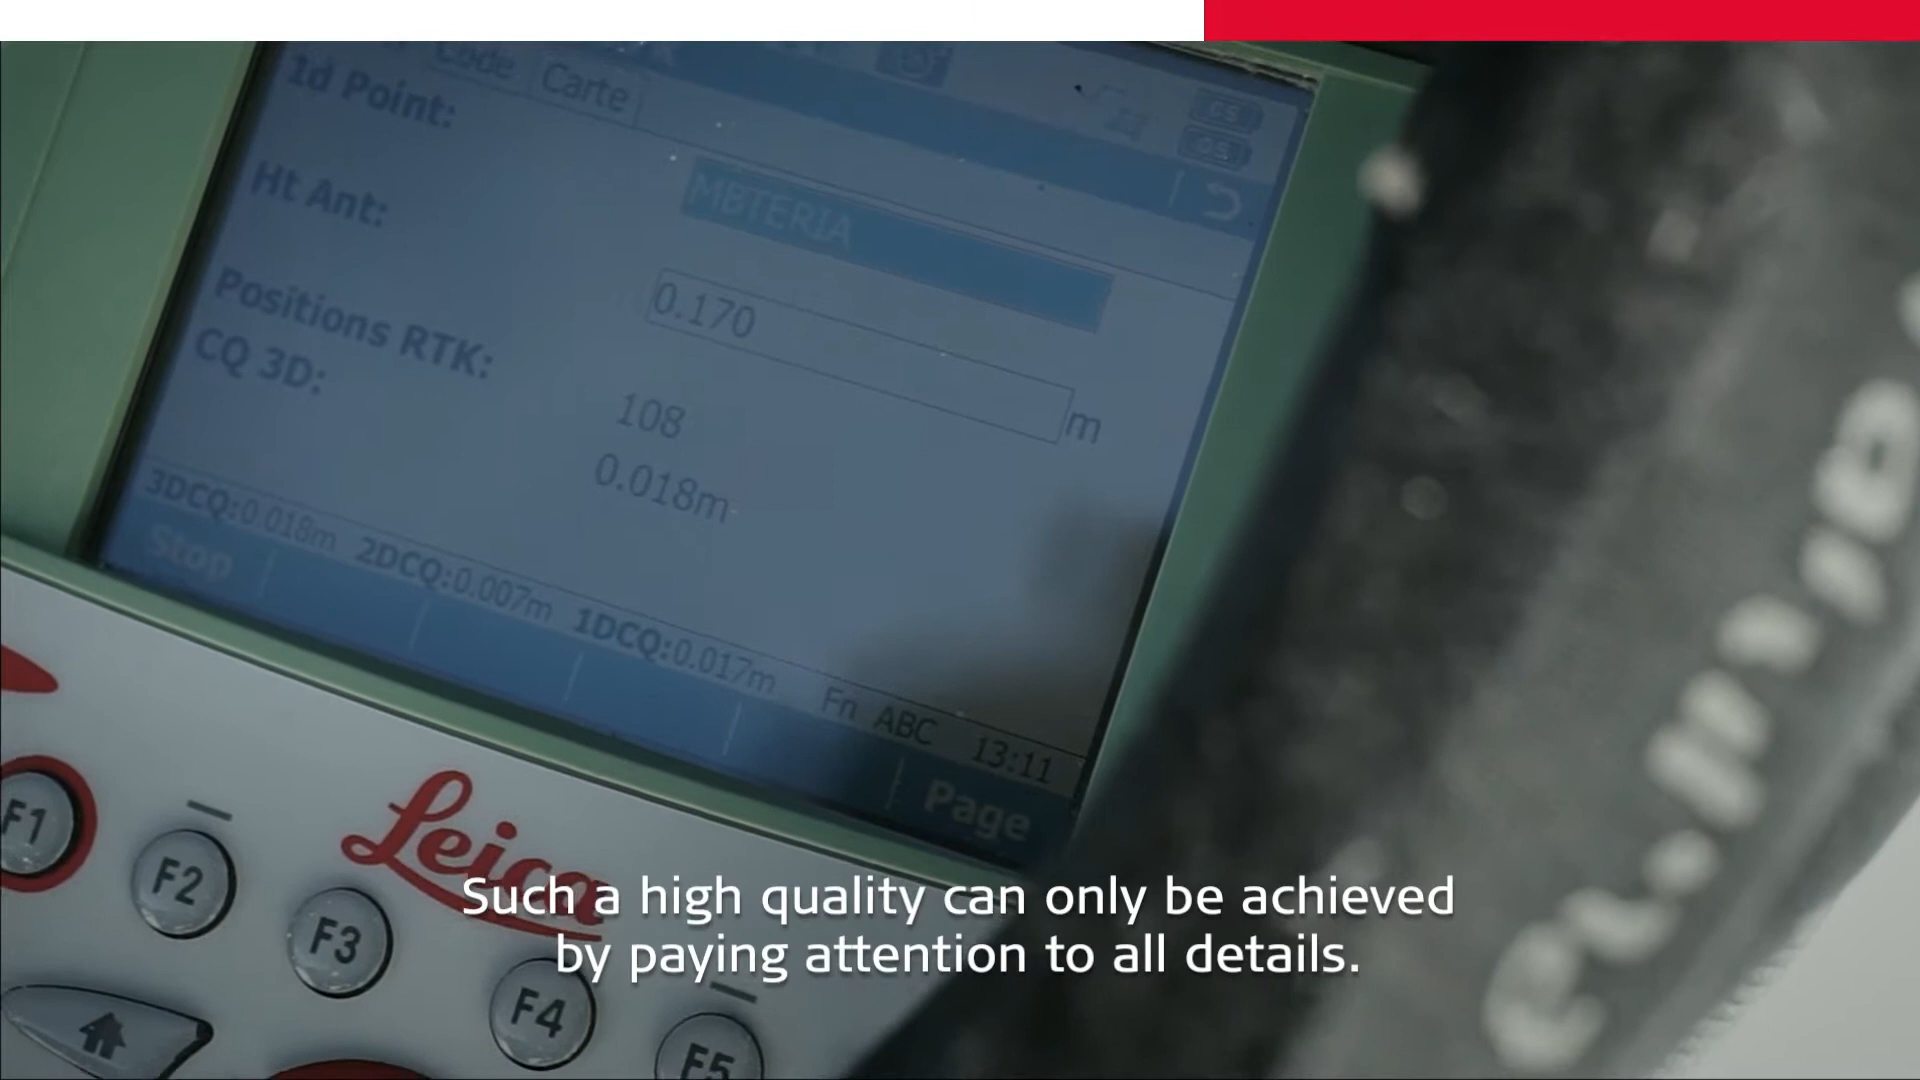 Code Carte
Id Point:
MBTERIA
Ht Ant:
0.170 m
Positions RTK:
108
CQ 3D:
0.018m
3DCQ:0.018m 2DCQ:0.007m 1DCQ:0.017m Fn ABC 13:11
Stop
Page
Leica
F1
F2
F3
F4
F5
Such a high quality can only be achieved
by paying attention to all details.